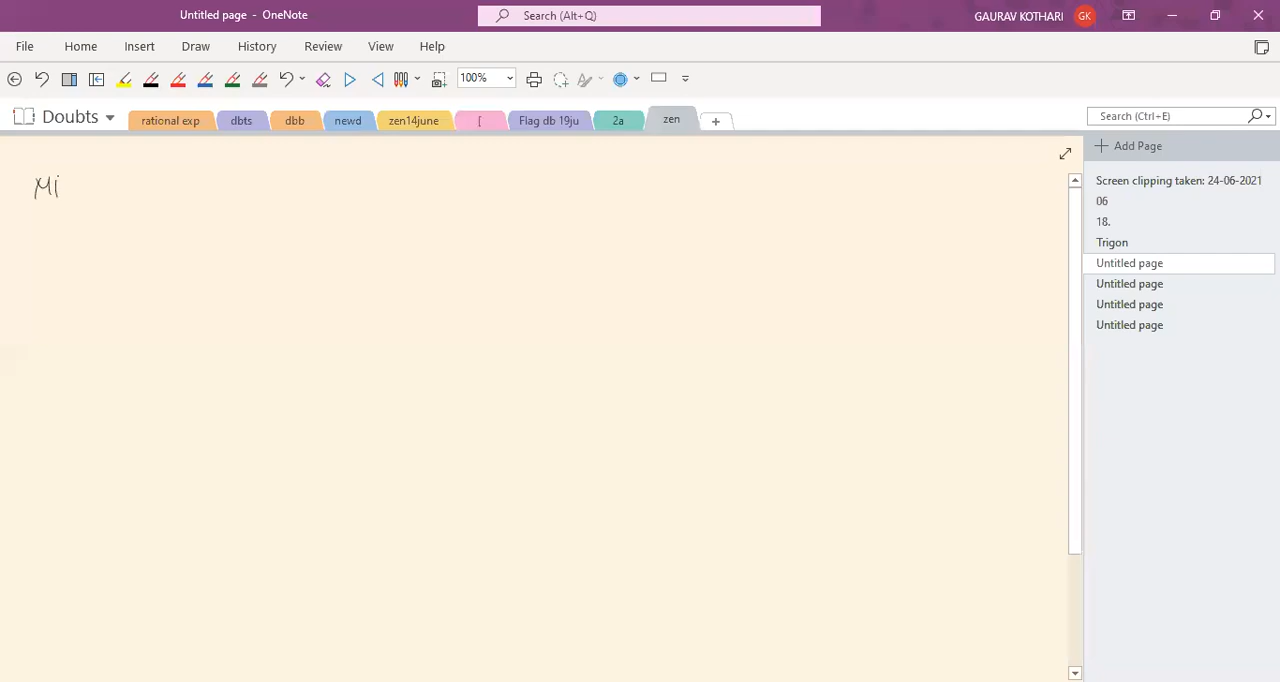 Untitled page - OneNote
Search (Alt+Q)
GAURAV KOTHARI
GK
File Home Insert Draw History Review View Help
100%
Doubts
rational exp
dbts
dbb
newd
zen14june
[
Flag db 19ju
2a
zen
Search (Ctrl+E)
Add Page
Mi
Screen clipping taken: 24-06-2021
06
18.
Trigon
Untitled page
Untitled page
Untitled page
Untitled page